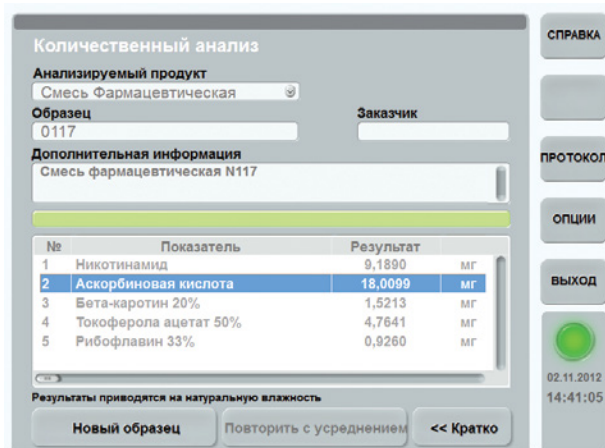 Количественный анализ
Анализируемый продукт
Смесь Фармацевтическая
Образец Заказчик
0117
Дополнительная информация
Смесь фармацевтическая N117
№ Показатель Результат
1 Никотинамид 9,1890 мг
2 Аскорбиновая кислота 18,0099 мг
3 Бета-каротин 20% 1,5213 мг
4 Токоферола ацетат 50% 4,7641 мг
5 Рибофлавин 33% 0,9260 мг
Результаты приводятся на натуральную влажность
Новый образец Повторить с усреднением << Кратко
СПРАВКА
ПРОТОКОЛ
ОПЦИИ
ВЫХОД
02.11.2012
14:41:05